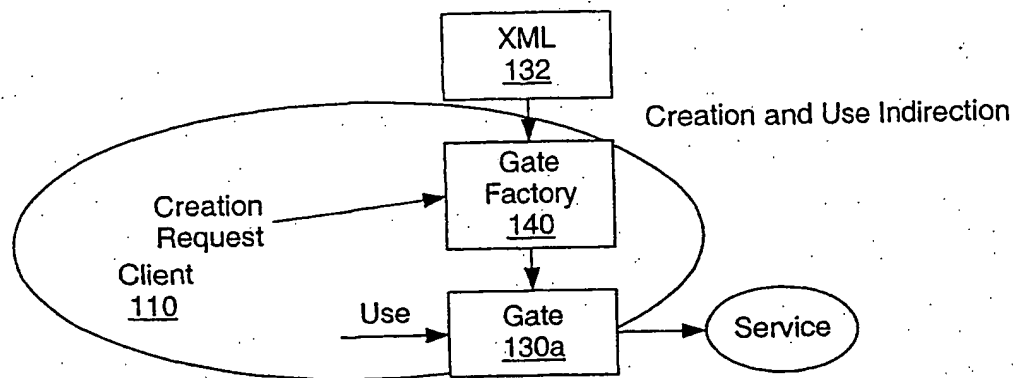 XML
132
Creation and Use Indirection
Gate
Factory
140
Creation
Request
Client
110
Use
Gate
130a
Service